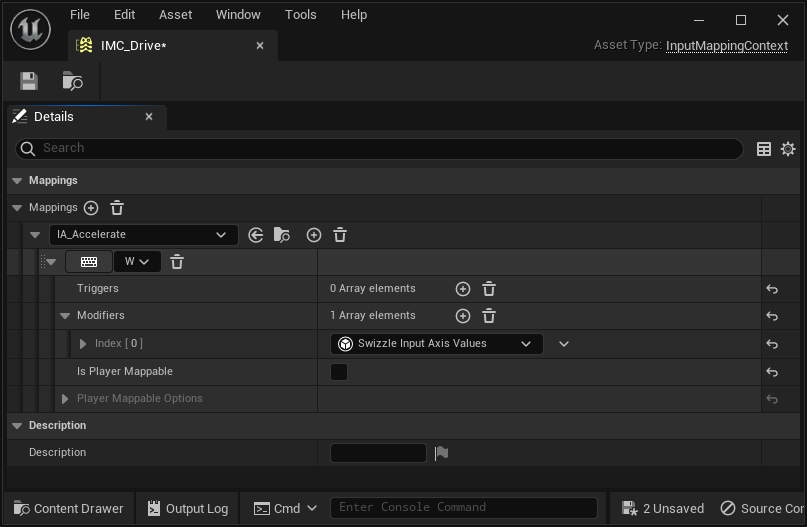 File Edit Asset Window Tools Help
IMC_Drive*
Asset Type: InputMappingContext
Details
Search
Mappings
Mappings
IA_Accelerate
W
Triggers 0 Array elements
Modifiers 1 Array elements
Index [ 0 ] Swizzle Input Axis Values
Is Player Mappable
Player Mappable Options
Description
Description
Content Drawer Output Log Cmd Enter Console Command 2 Unsaved Source Co